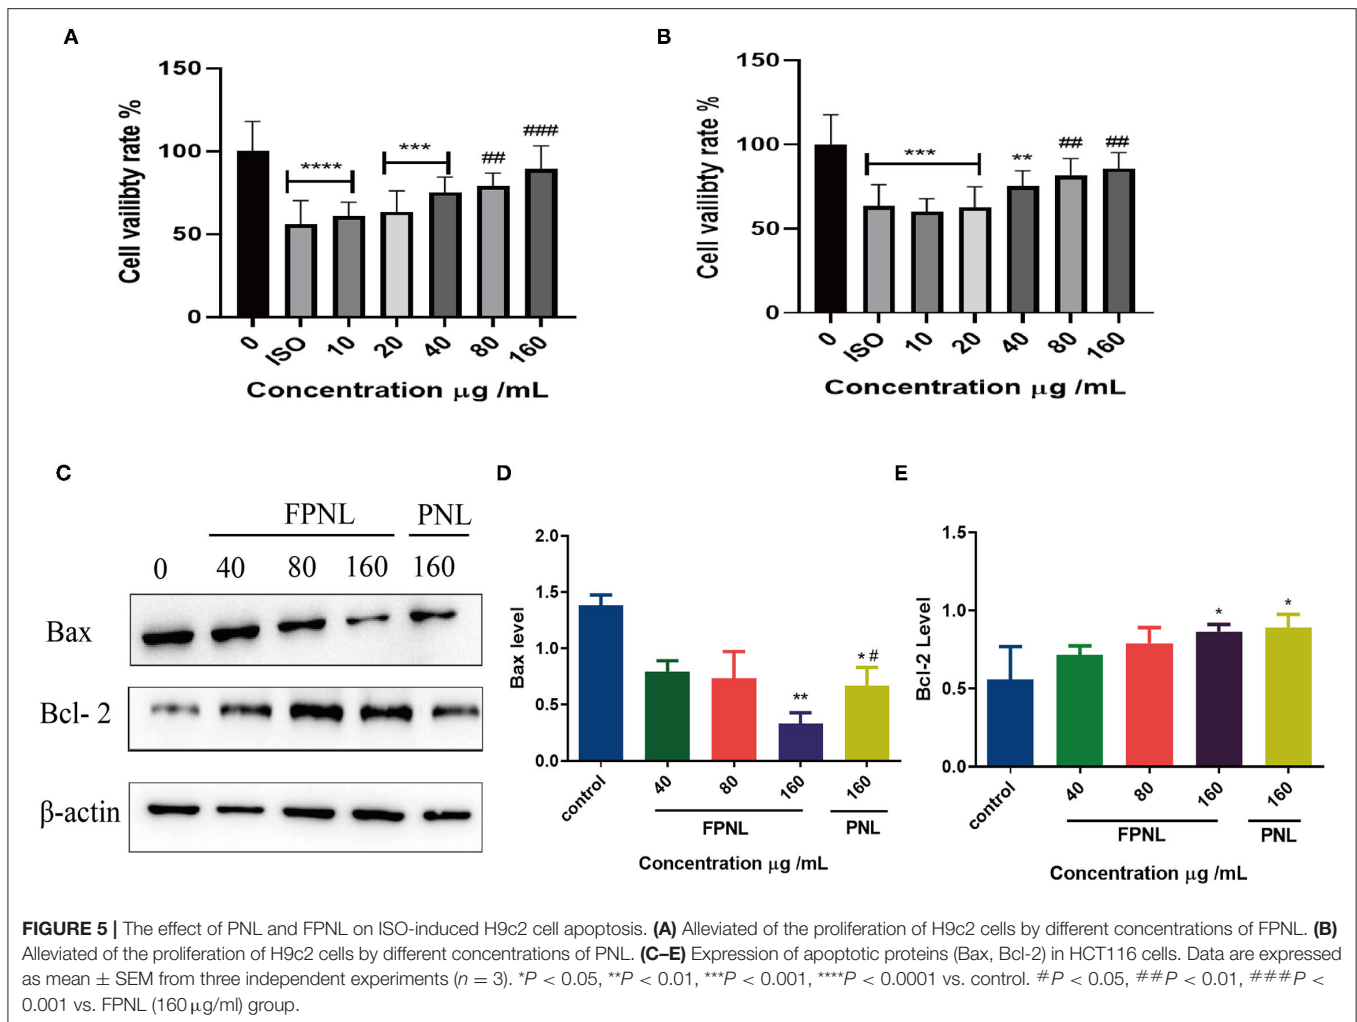 A
150
100
50
0
Cell vailibty rate %
****
***
##
###
0
ISO
10
20
40
80
160
Concentration μg /mL
B
150
100
50
0
Cell vailibty rate %
***
**
##
##
0
ISO
10
20
40
80
160
Concentration μg /mL
C
FPNL PNL
0 40 80 160 160
Bax
Bcl- 2
β-actin
D
2.0
1.5
1.0
0.5
0.0
Bax level
**
* #
control
40
80
160
160
FPNL PNL
Concentration μg /mL
E
1.5
1.0
0.5
0.0
Bcl-2 Level
*
*
control
40
80
160
160
FPNL PNL
Concentration μg /mL
FIGURE 5 | The effect of PNL and FPNL on ISO-induced H9c2 cell apoptosis. (A) Alleviated of the proliferation of H9c2 cells by different concentrations of FPNL. (B)
Alleviated of the proliferation of H9c2 cells by different concentrations of PNL. (C–E) Expression of apoptotic proteins (Bax, Bcl-2) in HCT116 cells. Data are expressed
as mean ± SEM from three independent experiments (n = 3). *P < 0.05, **P < 0.01, ***P < 0.001, ****P < 0.0001 vs. control. #P < 0.05, ##P < 0.01, ###P <
0.001 vs. FPNL (160 μg/ml) group.